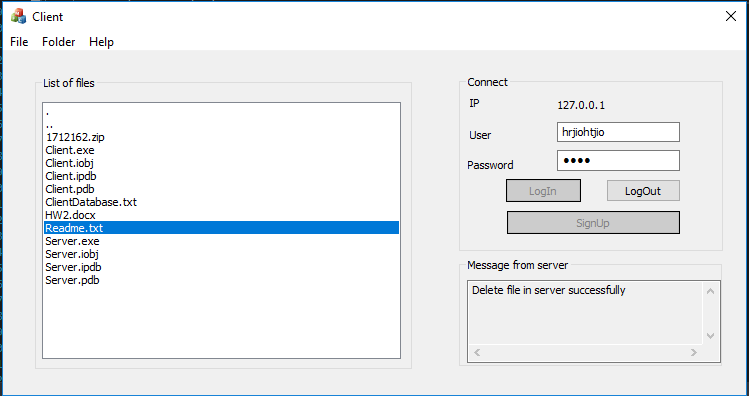 Client
File Folder Help
List of files
.
..
1712162.zip
Client.exe
Client.iobj
Client.ipdb
Client.pdb
ClientDatabase.txt
HW2.docx
Readme.txt
Server.exe
Server.iobj
Server.ipdb
Server.pdb
Connect
IP 127.0.0.1
User hrjiohtjio
Password ●●●●
LogIn LogOut
SignUp
Message from server
Delete file in server successfully